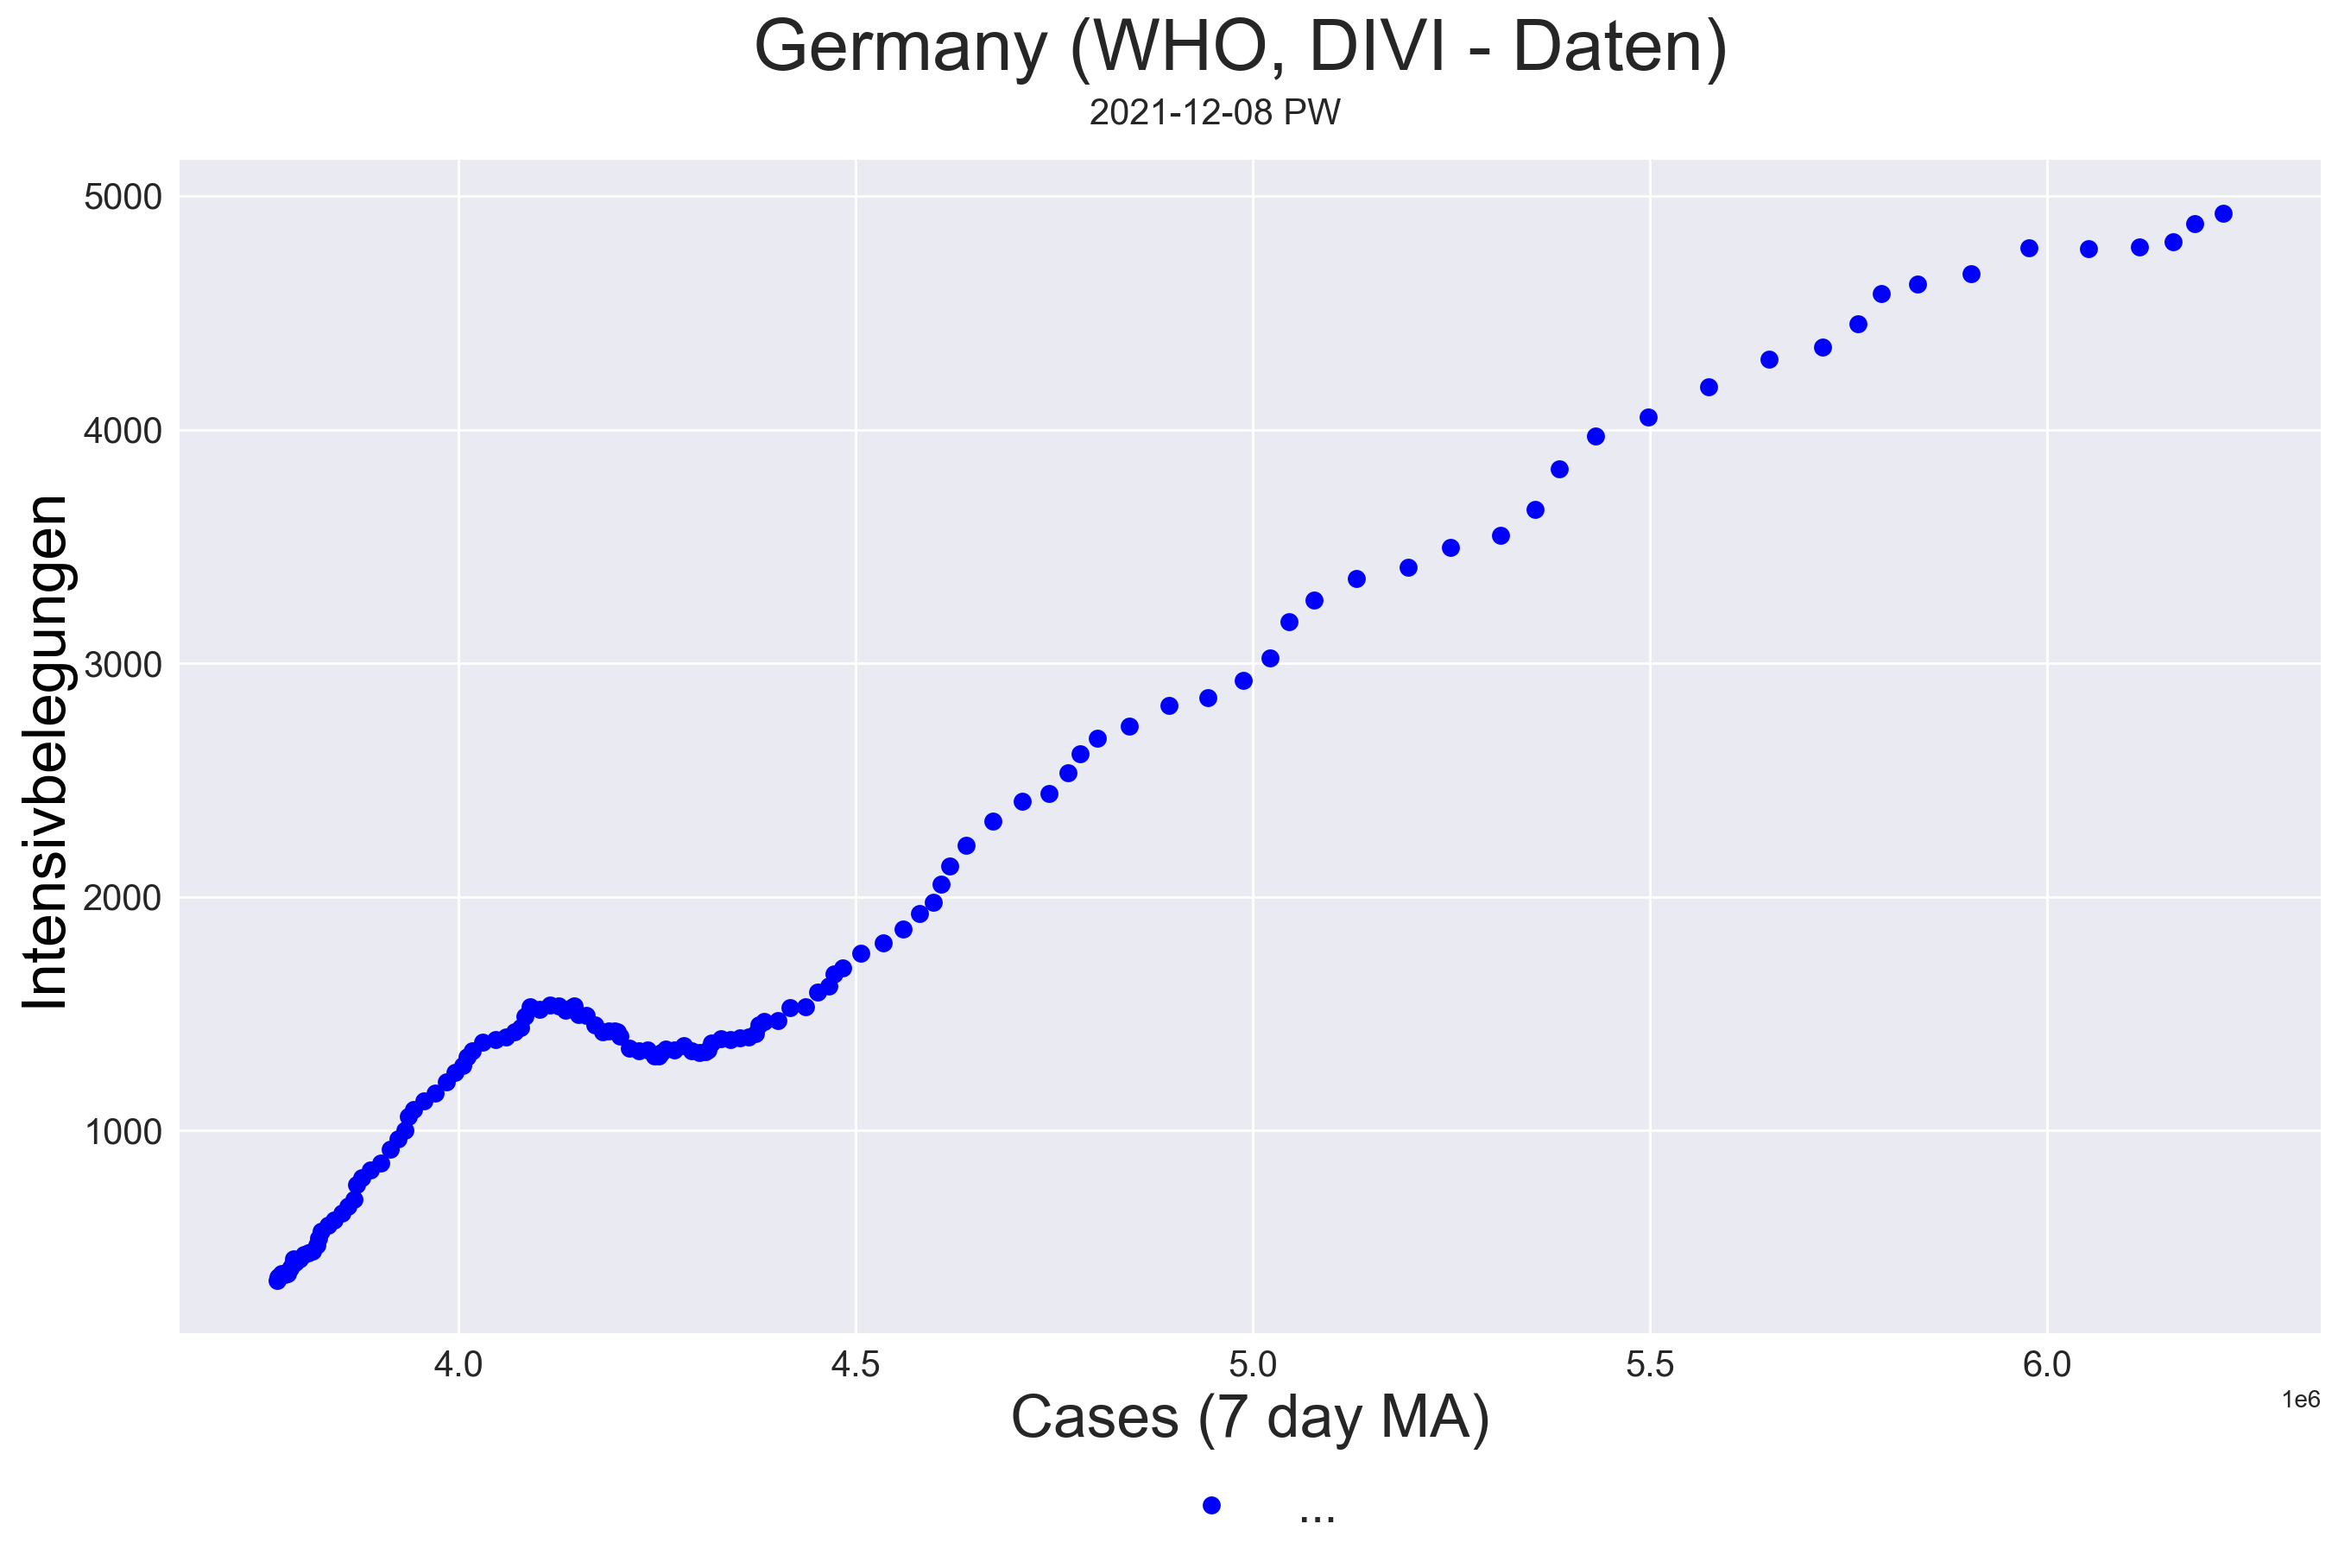 Germany (WHO, DIVI - Daten)
2021-12-08 PW
Intensivbelegungen
5000
4000
3000
2000
1000
4.0 4.5 5.0 5.5 6.0
1e6
Cases (7 day MA)
...